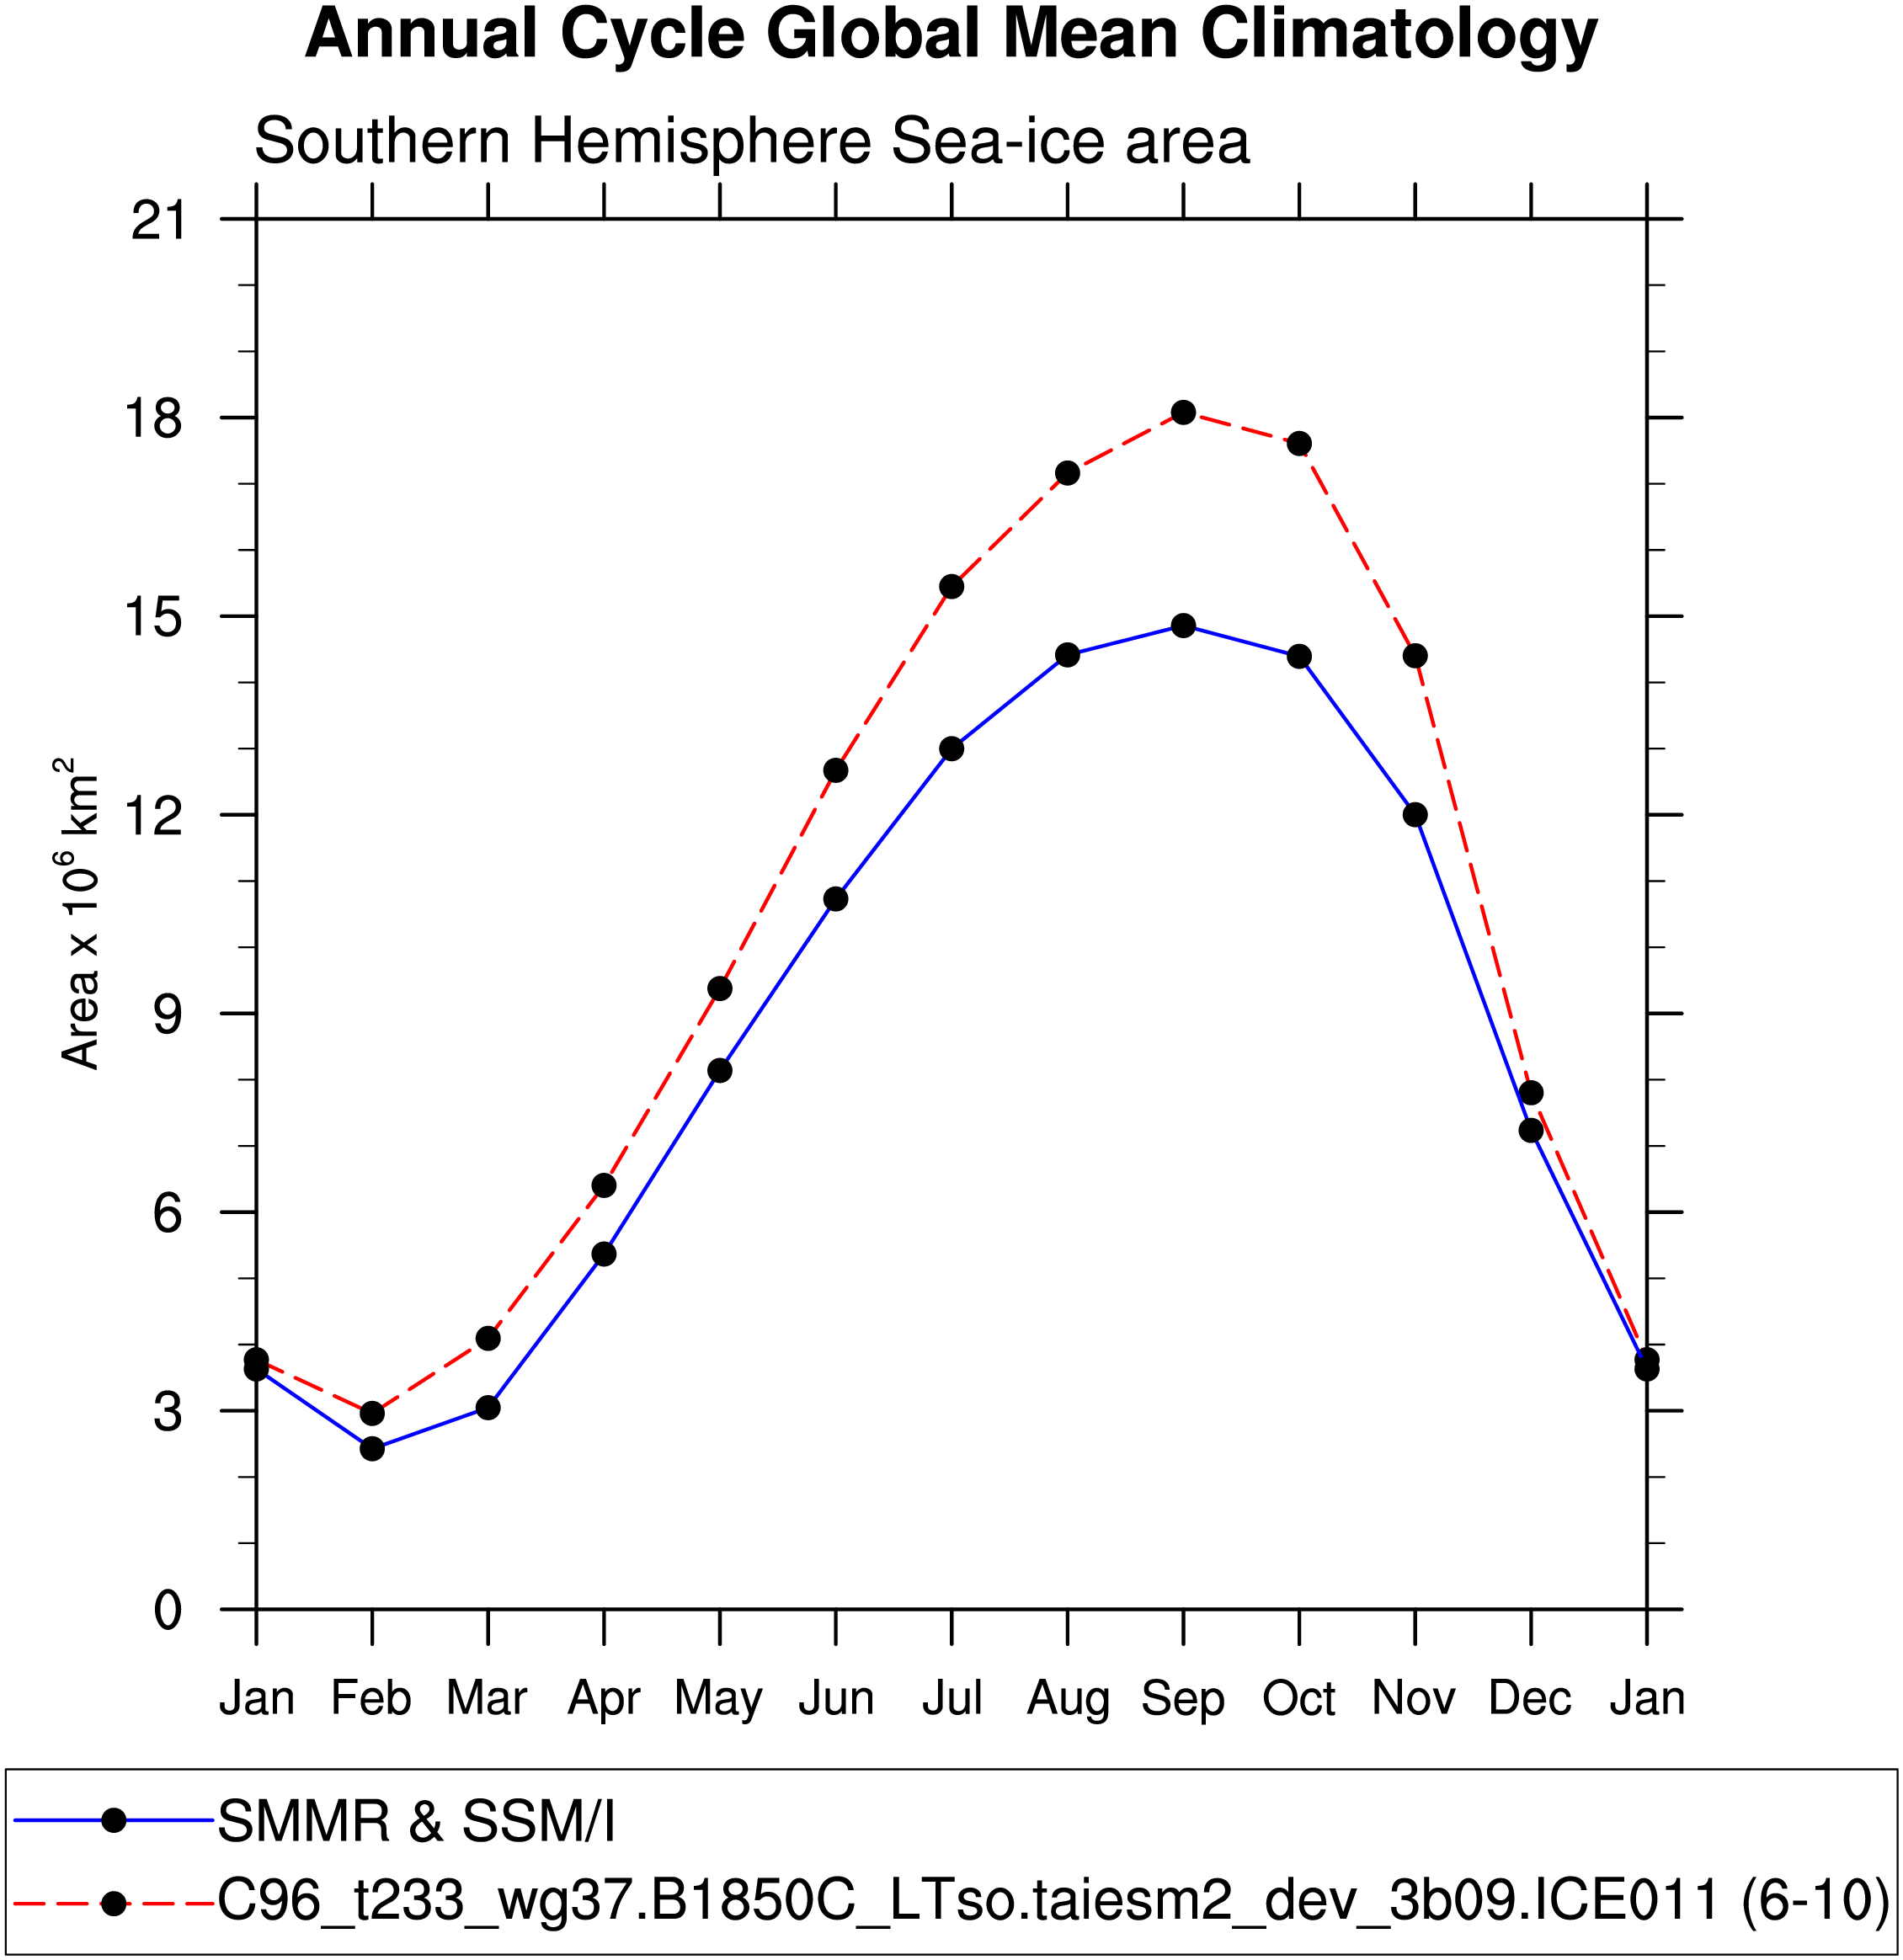 Annual Cycle Global Mean Climatology
Southern Hemisphere Sea-ice area
21
18
15
12
9
6
3
0
Area x 10⁶ km²
Jan Feb Mar Apr May Jun Jul Aug Sep Oct Nov Dec Jan
SMMR & SSM/I
C96_t233_wg37.B1850C_LTso.taiesm2_dev_3b09.ICE011 (6-10)